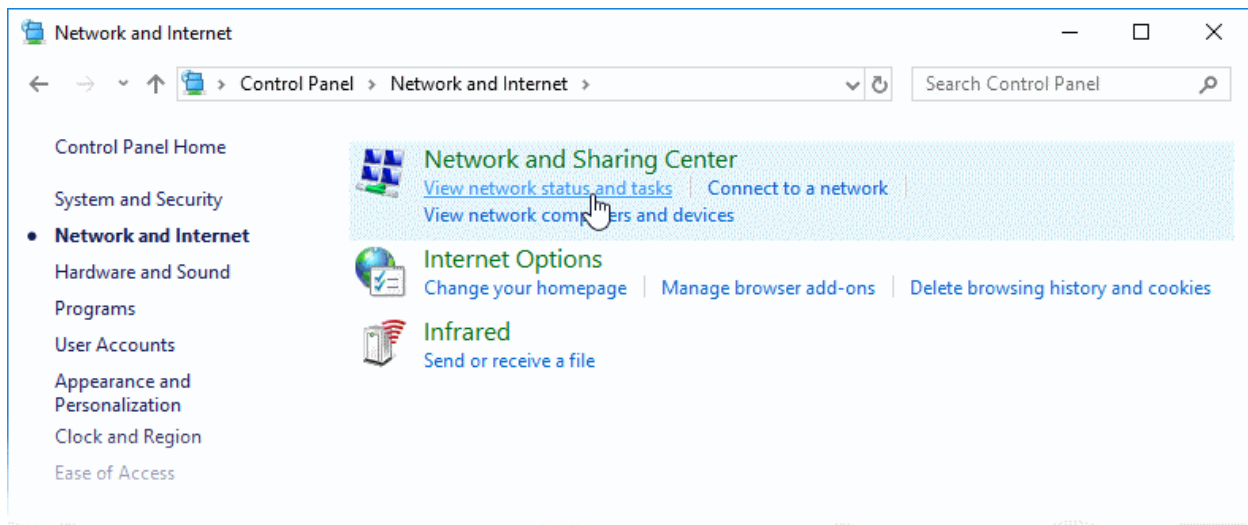 Network and Internet
Control Panel > Network and Internet >
Search Control Panel
Control Panel Home
System and Security
Network and Internet
Hardware and Sound
Programs
User Accounts
Appearance and
Personalization
Clock and Region
Ease of Access
Network and Sharing Center
View network status and tasks
Connect to a network
View network computers and devices
Internet Options
Change your homepage
Manage browser add-ons
Delete browsing history and cookies
Infrared
Send or receive a file